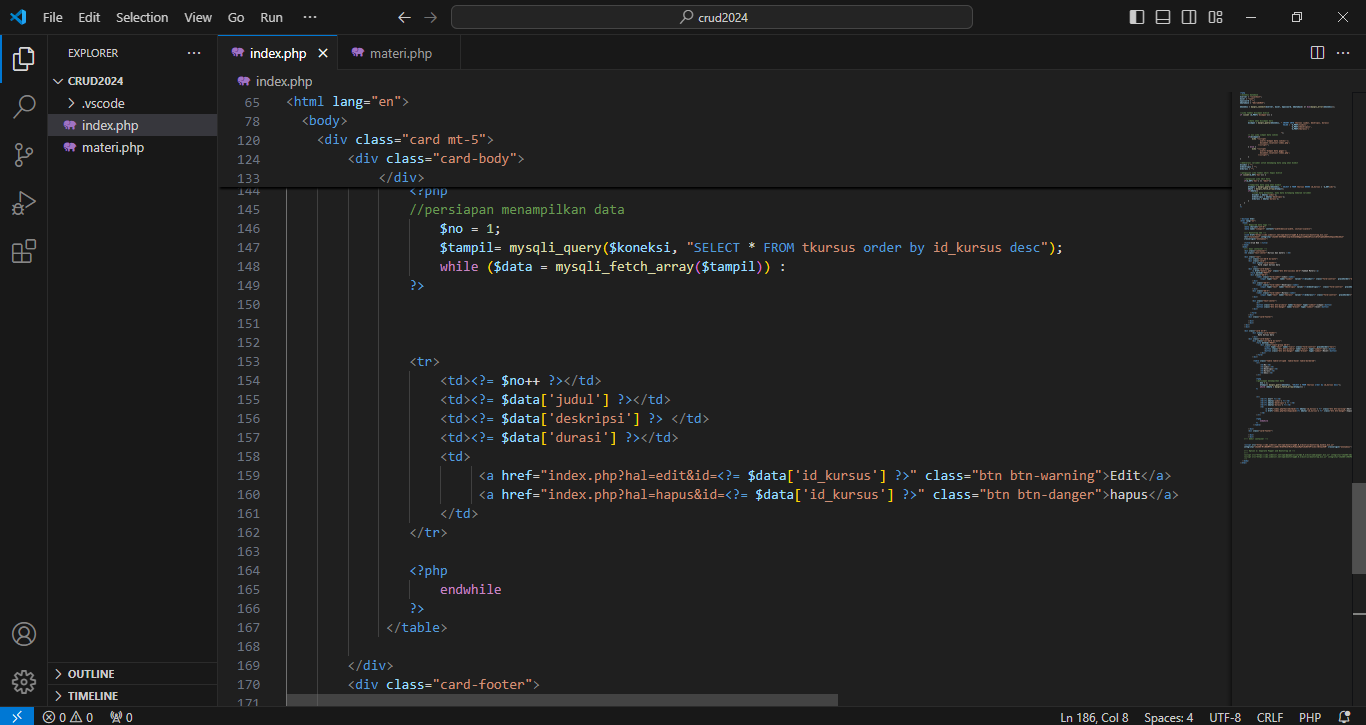 File Edit Selection View Go Run ··· crud2024
EXPLORER ···
CRUD2024
.vscode
index.php
materi.php
OUTLINE
TIMELINE
index.php materi.php
index.php
65 <html lang="en">
78 <body>
120 <div class="card mt-5">
124 <div class="card-body">
133 </div>
144 <?php
145 //persiapan menampilkan data
146 $no = 1;
147 $tampil= mysqli_query($koneksi, "SELECT * FROM tkursus order by id_kursus desc");
148 while ($data = mysqli_fetch_array($tampil)) :
149 ?>
150
151
152
153 <tr>
154 <td><?= $no++ ?></td>
155 <td><?= $data['judul'] ?></td>
156 <td><?= $data['deskripsi'] ?> </td>
157 <td><?= $data['durasi'] ?></td>
158 <td>
159 <a href="index.php?hal=edit&id=<?= $data['id_kursus'] ?>" class="btn btn-warning">Edit</a>
160 <a href="index.php?hal=hapus&id=<?= $data['id_kursus'] ?>" class="btn btn-danger">hapus</a>
161 </td>
162 </tr>
163
164 <?php
165 endwhile
166 ?>
167 </table>
168
169 </div>
170 <div class="card-footer">
171
0 0 0 Ln 186, Col 8 Spaces: 4 UTF-8 CRLF PHP